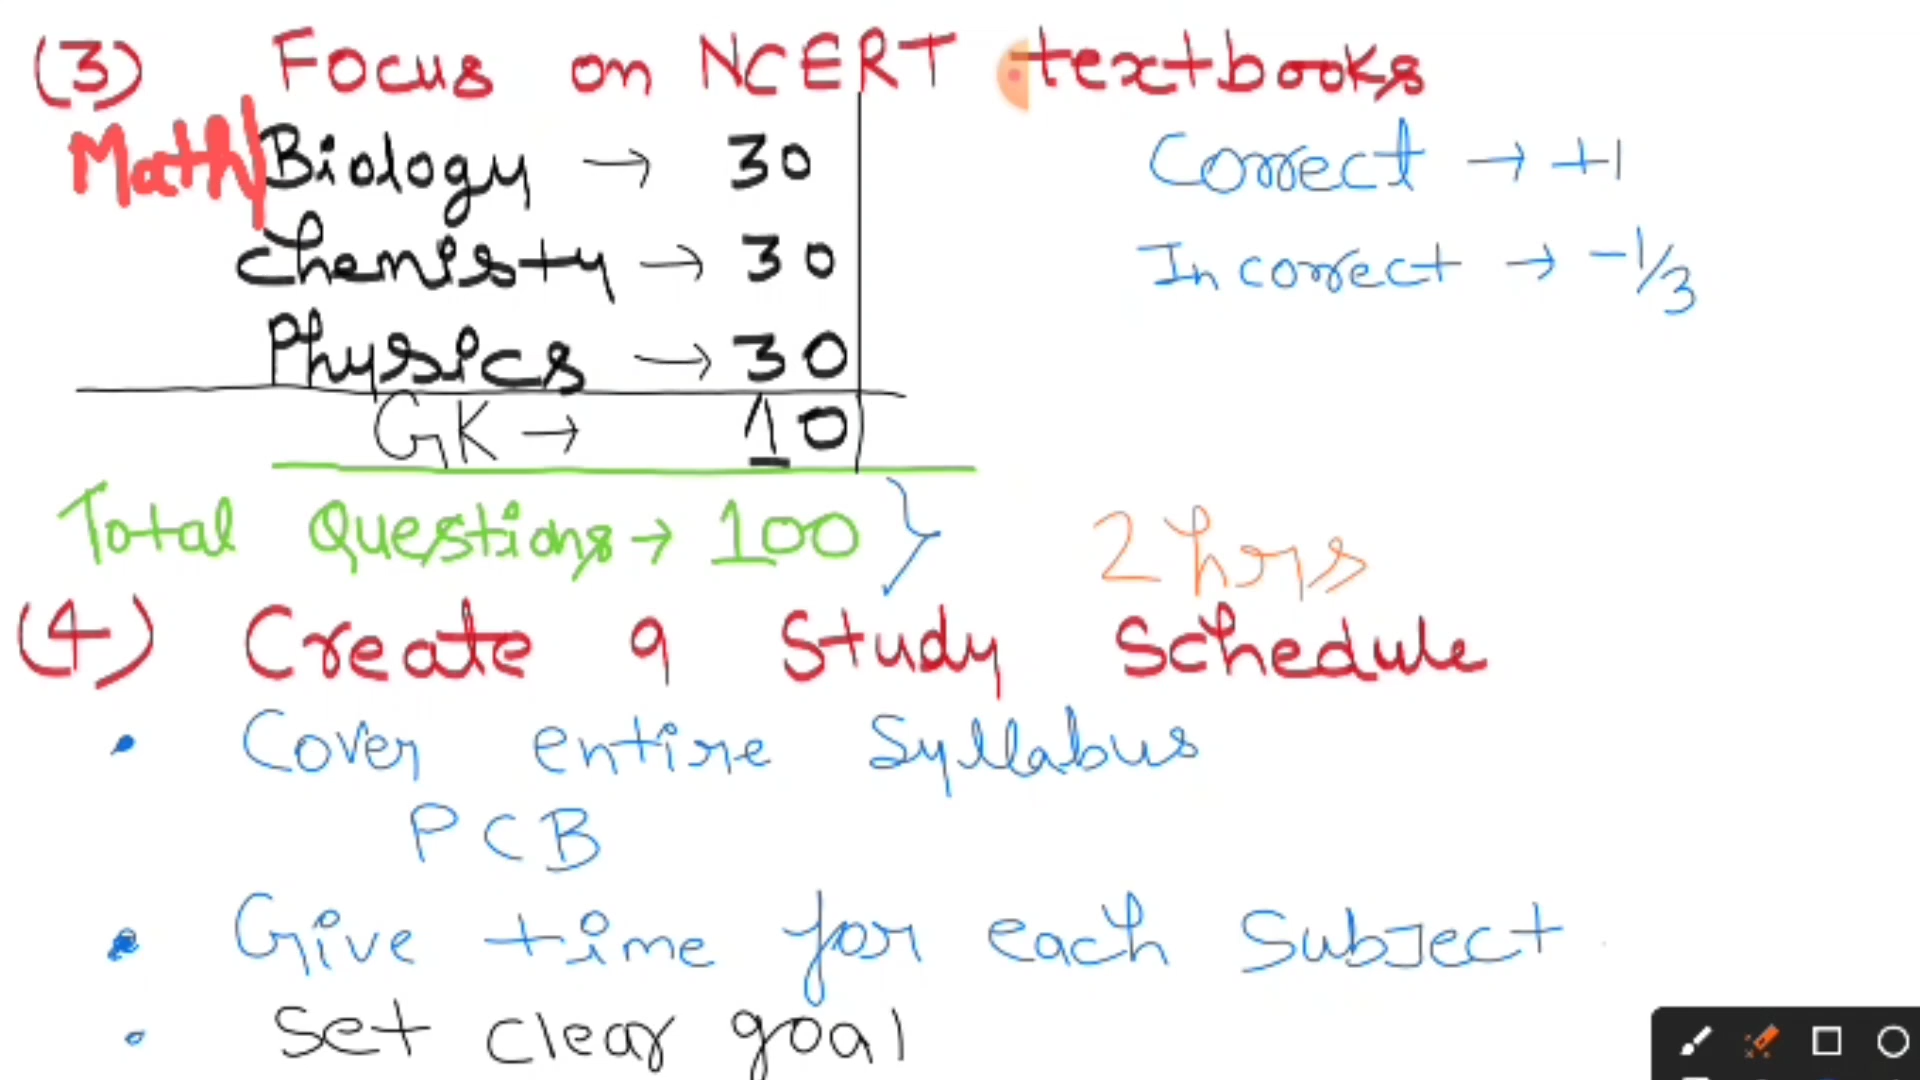 (3) Focus on NCERT textbooks
Math/Biology → 30
Chemisty → 30
Physics → 30
GK → 10
Correct → +1
Incorrect → -1/3
Total Questions → 100
2 hrs
(4) Create a Study Schedule
• Cover entire Syllabus
PCB
• Give time for each Subject
• Set clear goal